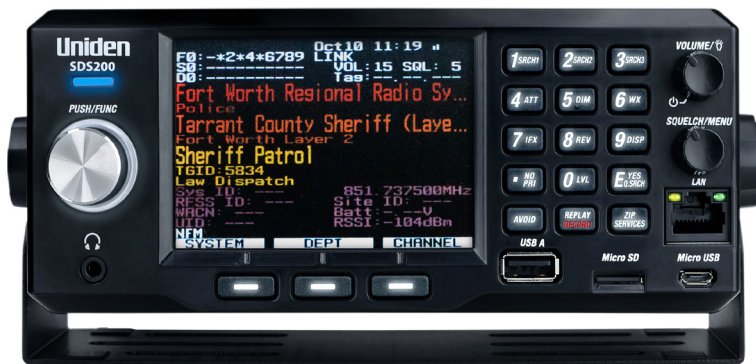 Uniden
SDS200
PUSH/FUNC
Oct10 11:19
F0:-*2*4*6789 LINK
S0:---------- VOL:15 SQL: 5
D0:---------- Tag:--.--.---
Fort Worth Regional Radio Sy...
Police
Tarrant County Sheriff (Laye...
Fort Worth Layer 2
Sheriff Patrol
TGID:5834
Law Dispatch
Sys ID: --- 851.737500MHz
RFSS ID: --- Site ID: ---
WACN: --- Batt:-.--V
UID: --- RSSI:-104dBm
NFM
SYSTEM DEPT CHANNEL
1 SRCH1 2 SRCH2 3 SRCH3
4 ATT 5 DIM 6 WX
7 IFX 8 REV 9 DISP
. NO PRI 0 LVL E YES Q.SRCH
AVOID REPLAY RECORD ZIP SERVICES
VOLUME/
SQUELCH/MENU
LAN
USB A
Micro SD
Micro USB